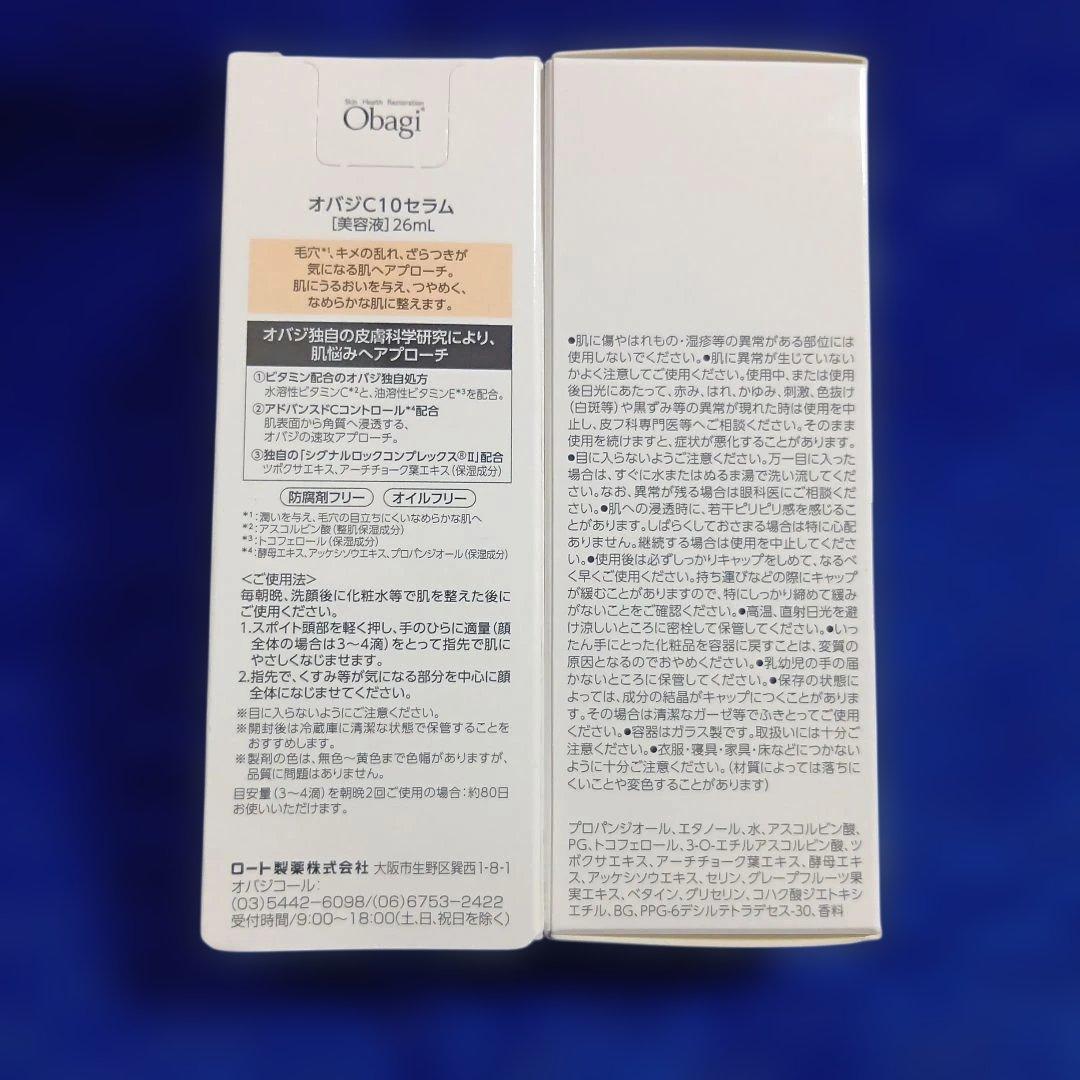 Skin Health Restoration
Obagi
オバジC10セラム
[美容液]26mL
毛穴*1、キメの乱れ、ざらつきが
気になる肌へアプローチ。
肌にうるおいを与え、つやめく、
なめらかな肌に整えます。
オバジ独自の皮膚科学研究により、
肌悩みへアプローチ
①ビタミン配合のオバジ独自処方
水溶性ビタミンC*2と、油溶性ビタミンE*3を配合。
②アドバンスドCコントロール*4配合
肌表面から角質へ浸透する、
オバジの速攻アプローチ。
③独自の「シグナルロックコンプレックス®Ⅱ」配合
ツボクサエキス、アーチチョーク葉エキス(保湿成分)
防腐剤フリー オイルフリー
*1:潤いを与え、毛穴の目立ちにくいなめらかな肌へ
*2:アスコルビン酸(整肌保湿成分)
*3:トコフェロール(保湿成分)
*4:酵母エキス、アッケシソウエキス、プロパンジオール(保湿成分)
<ご使用法>
毎朝晩、洗顔後に化粧水等で肌を整えた後に
ご使用ください。
1.スポイト頭部を軽く押し、手のひらに適量(顔
全体の場合は3～4滴)をとって指先で肌に
やさしくなじませます。
2.指先で、くすみ等が気になる部分を中心に顔
全体になじませてください。
※目に入らないようにご注意ください。
※開封後は冷蔵庫に清潔な状態で保管することを
おすすめします。
※製剤の色は、無色～黄色まで色幅がありますが、
品質に問題はありません。
目安量(3～4滴)を朝晩2回ご使用の場合:約80日
お使いいただけます。
ロート製薬株式会社 大阪市生野区巽西1-8-1
オバジコール:
(03)5442-6098/(06)6753-2422
受付時間/9:00～18:00(土、日、祝日を除く)
●肌に傷やはれもの・湿疹等の異常がある部位には
使用しないでください。●肌に異常が生じていない
かよく注意してご使用ください。使用中、または使用
後日光にあたって、赤み、はれ、かゆみ、刺激、色抜け
(白斑等)や黒ずみ等の異常が現れた時は使用を中
止し、皮フ科専門医等へご相談ください。そのまま
使用を続けますと、症状が悪化することがあります。
●目に入らないようご注意ください。万一目に入った
場合は、すぐに水またはぬるま湯で洗い流してくだ
さい。なお、異常が残る場合は眼科医にご相談くだ
さい。●肌への浸透時に、若干ピリピリ感を感じるこ
とがあります。しばらくしておさまる場合は特に心配
ありません。継続する場合は使用を中止してくださ
い。●使用後は必ずしっかりキャップをしめて、なるべ
く早くご使用ください。持ち運びなどの際にキャップ
が緩むことがありますので、特にしっかり締めて緩み
がないことをご確認ください。●高温、直射日光を避
け涼しいところに密栓して保管してください。●いっ
たん手にとった化粧品を容器に戻すことは、変質の
原因となるのでおやめください。●乳幼児の手の届
かないところに保管してください。●保存の状態に
よっては、成分の結晶がキャップにつくことがありま
す。その場合は清潔なガーゼ等でふきとってご使用
ください。●容器はガラス製です。取扱いには十分ご
注意ください。●衣服・寝具・家具・床などにつかない
ように十分ご注意ください。(材質によっては落ちに
くいことや変色することがあります)
プロパンジオール、エタノール、水、アスコルビン酸、
PG、トコフェロール、3-O-エチルアスコルビン酸、ツ
ボクサエキス、アーチチョーク葉エキス、酵母エキ
ス、アッケシソウエキス、セリン、グレープフルーツ果
実エキス、ベタイン、グリセリン、コハク酸ジエトキシ
エチル、BG、PPG-6デシルテトラデセス-30、香料